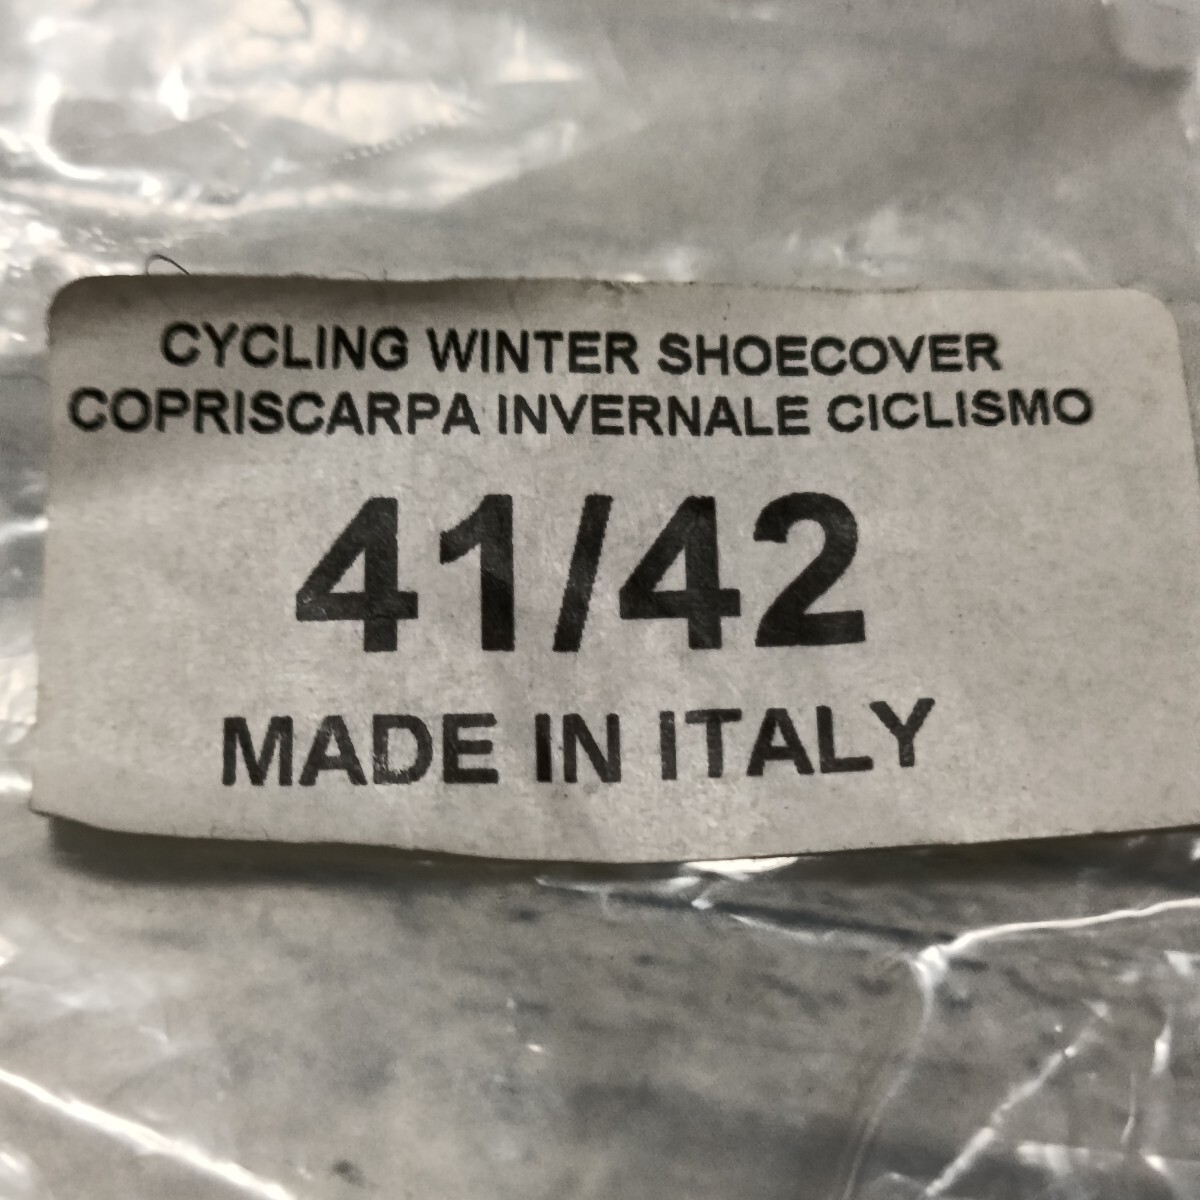 CYCLING WINTER SHOECOVER
COPRISCARPA INVERNALE CICLISMO
41/42
MADE IN ITALY